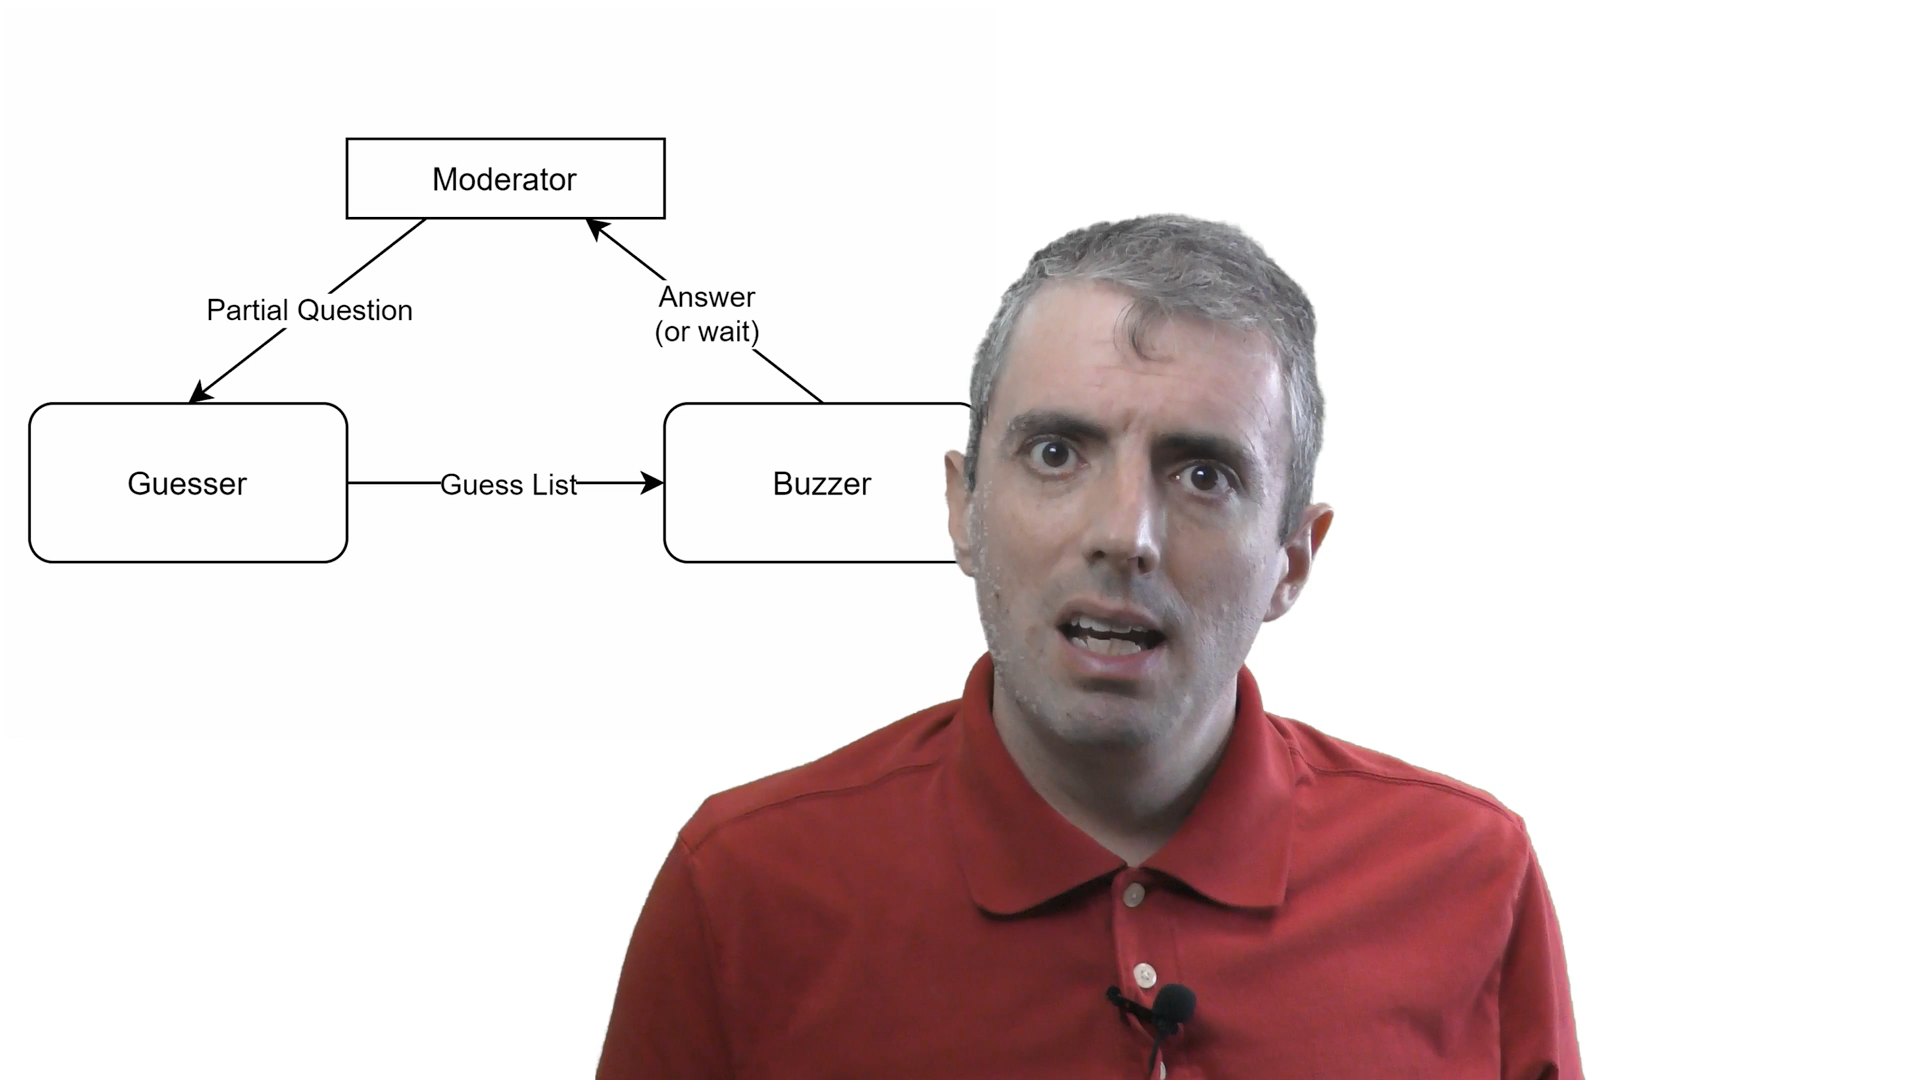 Moderator
Partial Question
Answer
(or wait)
Guesser
Guess List
Buzzer